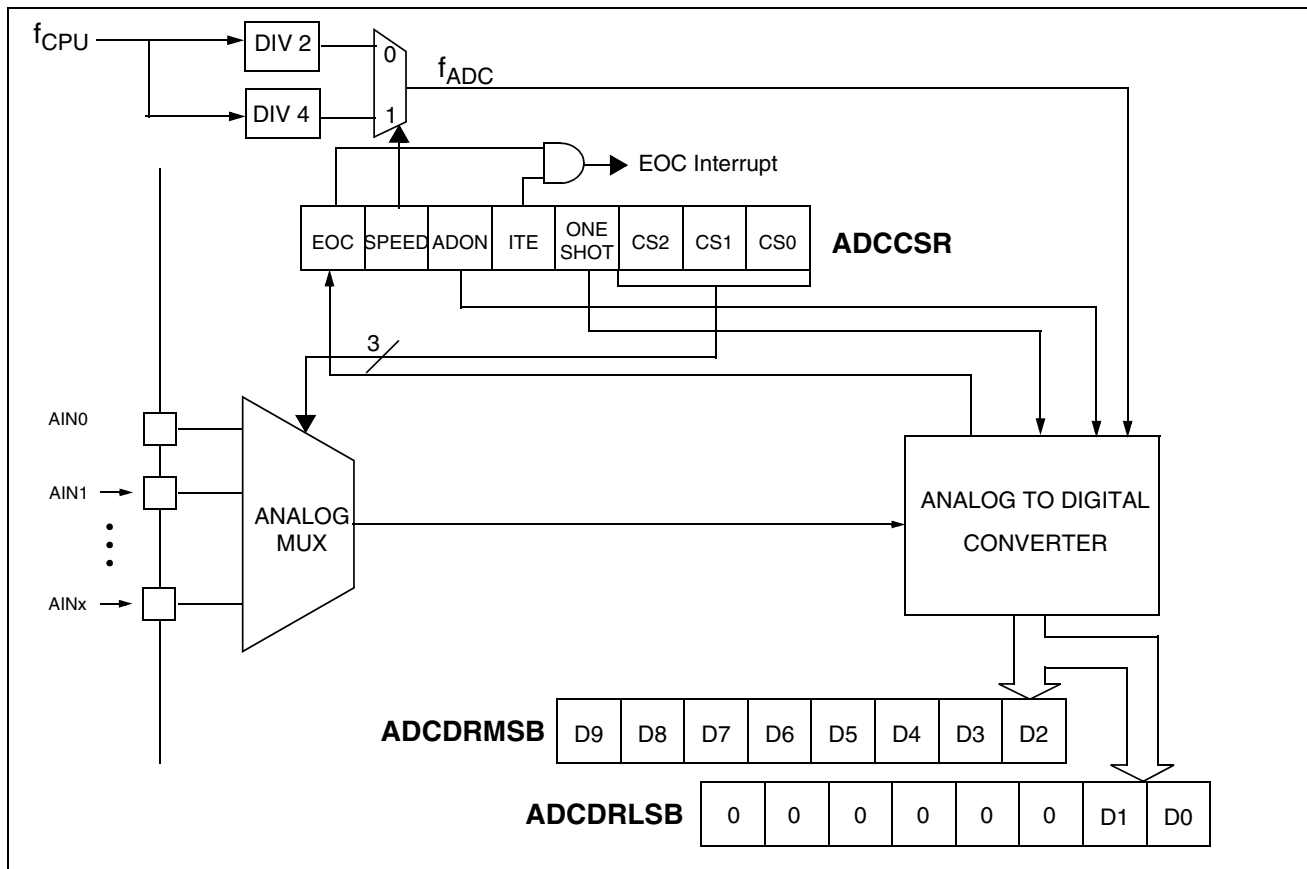 fCPU
DIV 2
0
fADC
DIV 4
1
EOC Interrupt
EOC SPEED ADON ITE ONE SHOT CS2 CS1 CS0 ADCCSR
3
AIN0
AIN1
AINx
ANALOG
MUX
ANALOG TO DIGITAL
CONVERTER
ADCDRMSB D9 D8 D7 D6 D5 D4 D3 D2
ADCDRLSB 0 0 0 0 0 0 D1 D0